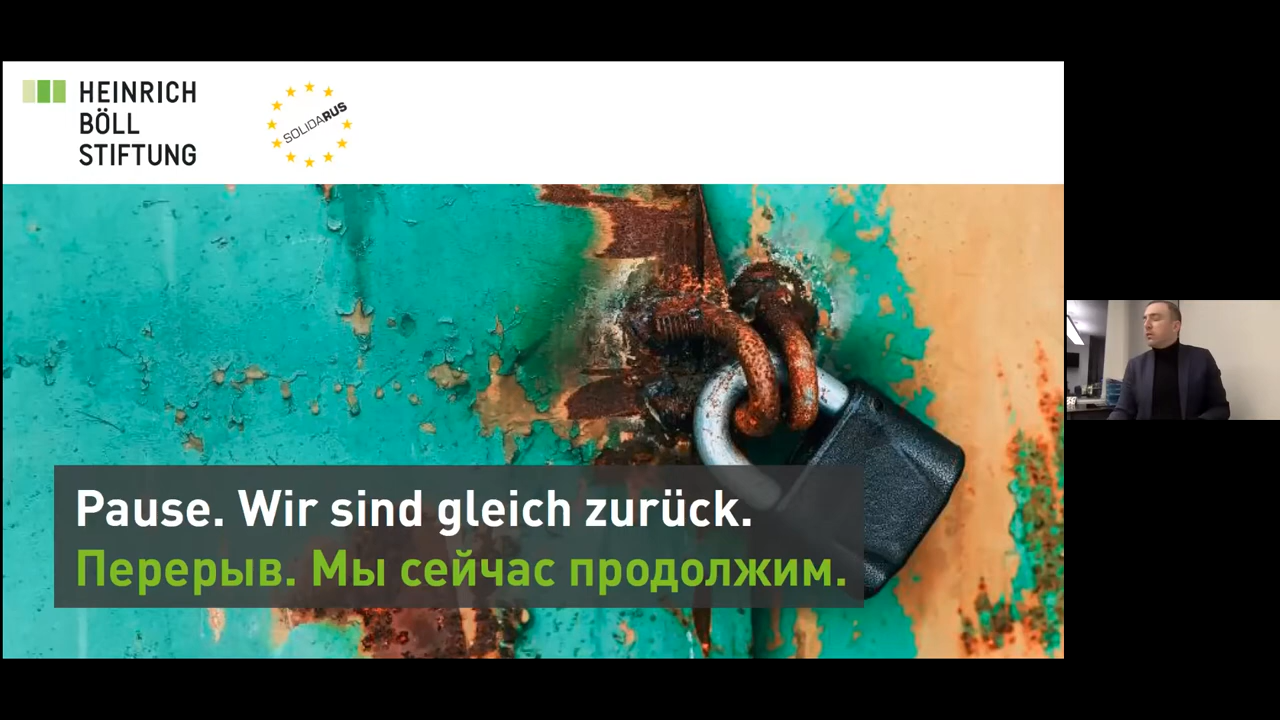 HEINRICH
BÖLL
STIFTUNG
SOLIDARUS
Pause. Wir sind gleich zurück.
Перерыв. Мы сейчас продолжим.